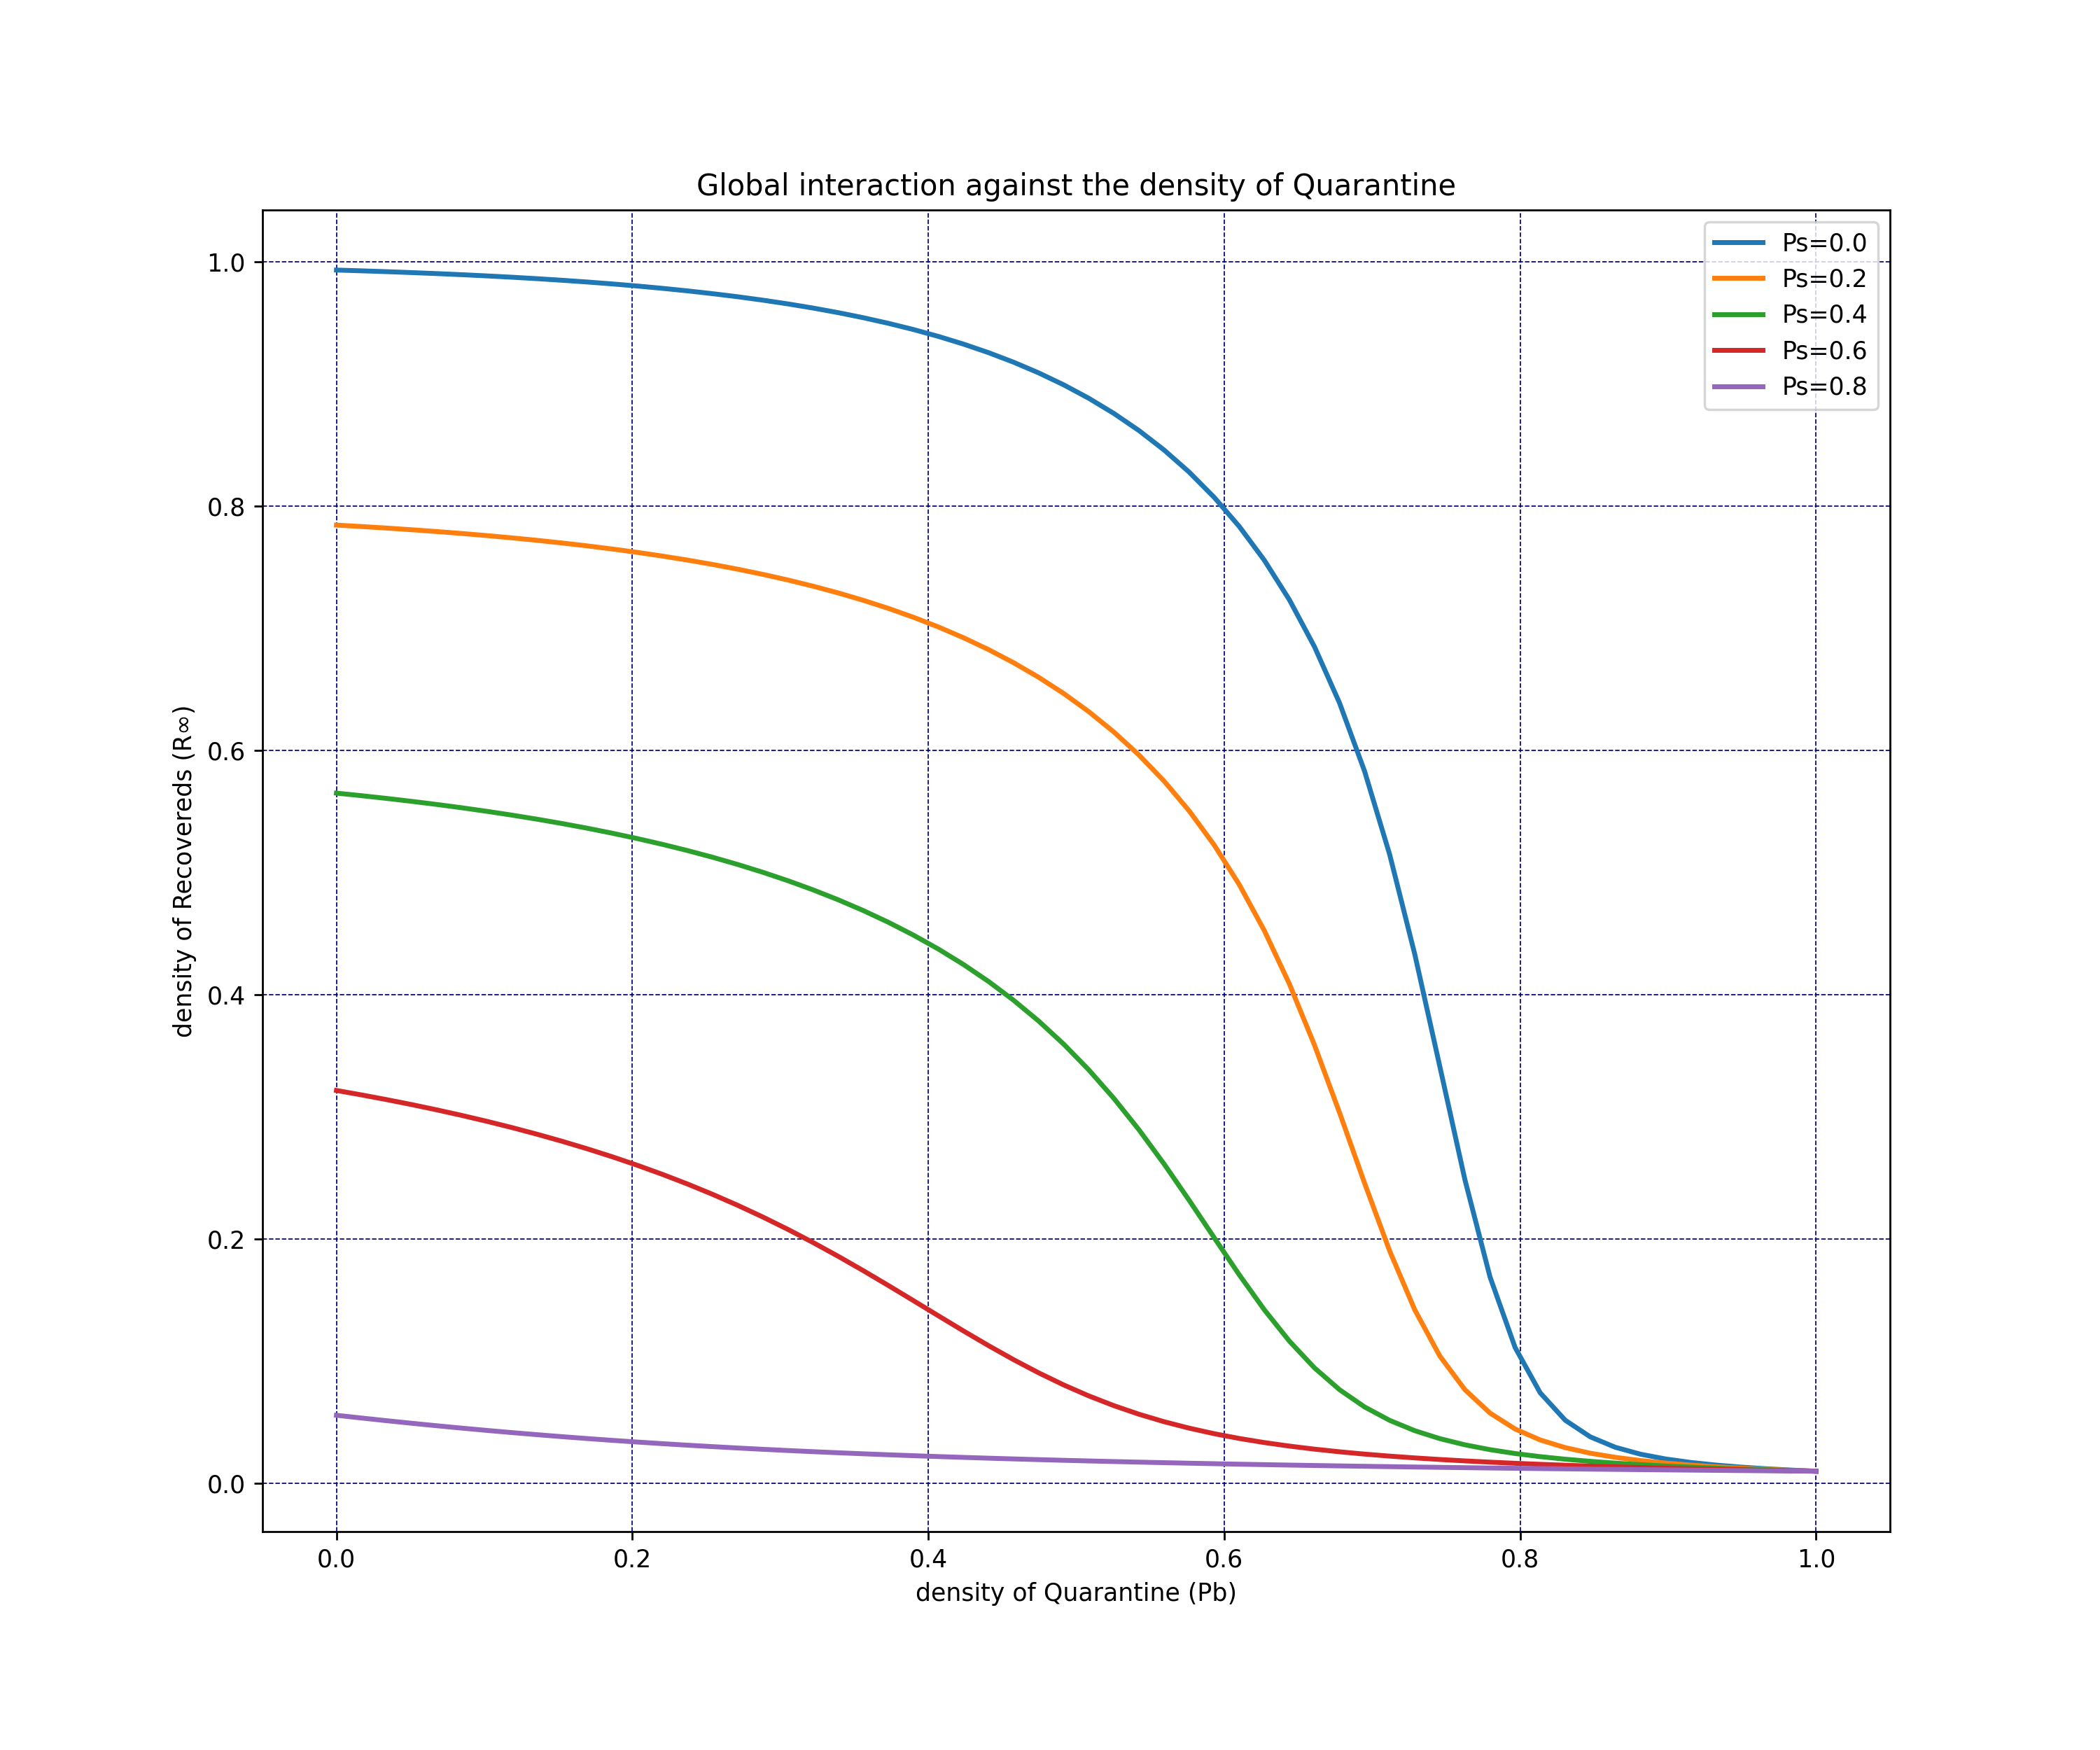 Global interaction against the density of Quarantine
Ps=0.0
Ps=0.2
Ps=0.4
Ps=0.6
Ps=0.8
density of Recovereds (R∞)
1.0
0.8
0.6
0.4
0.2
0.0
0.0 0.2 0.4 0.6 0.8 1.0
density of Quarantine (Pb)